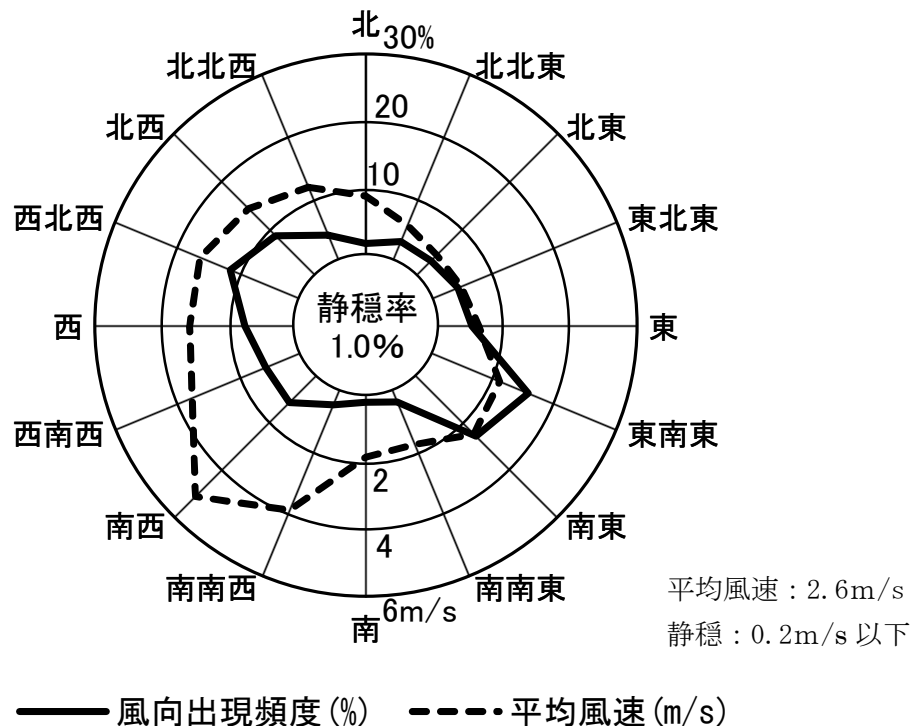 北
30%
北北西
北北東
20
北西
北東
10
西北西
東北東
静穏率
1.0%
西
東
西南西
東南東
2
南西
南東
4
南南西
南南東
6m/s
南
平均風速：2.6m/s
静穏：0.2m/s 以下
風向出現頻度(%)
平均風速(m/s)